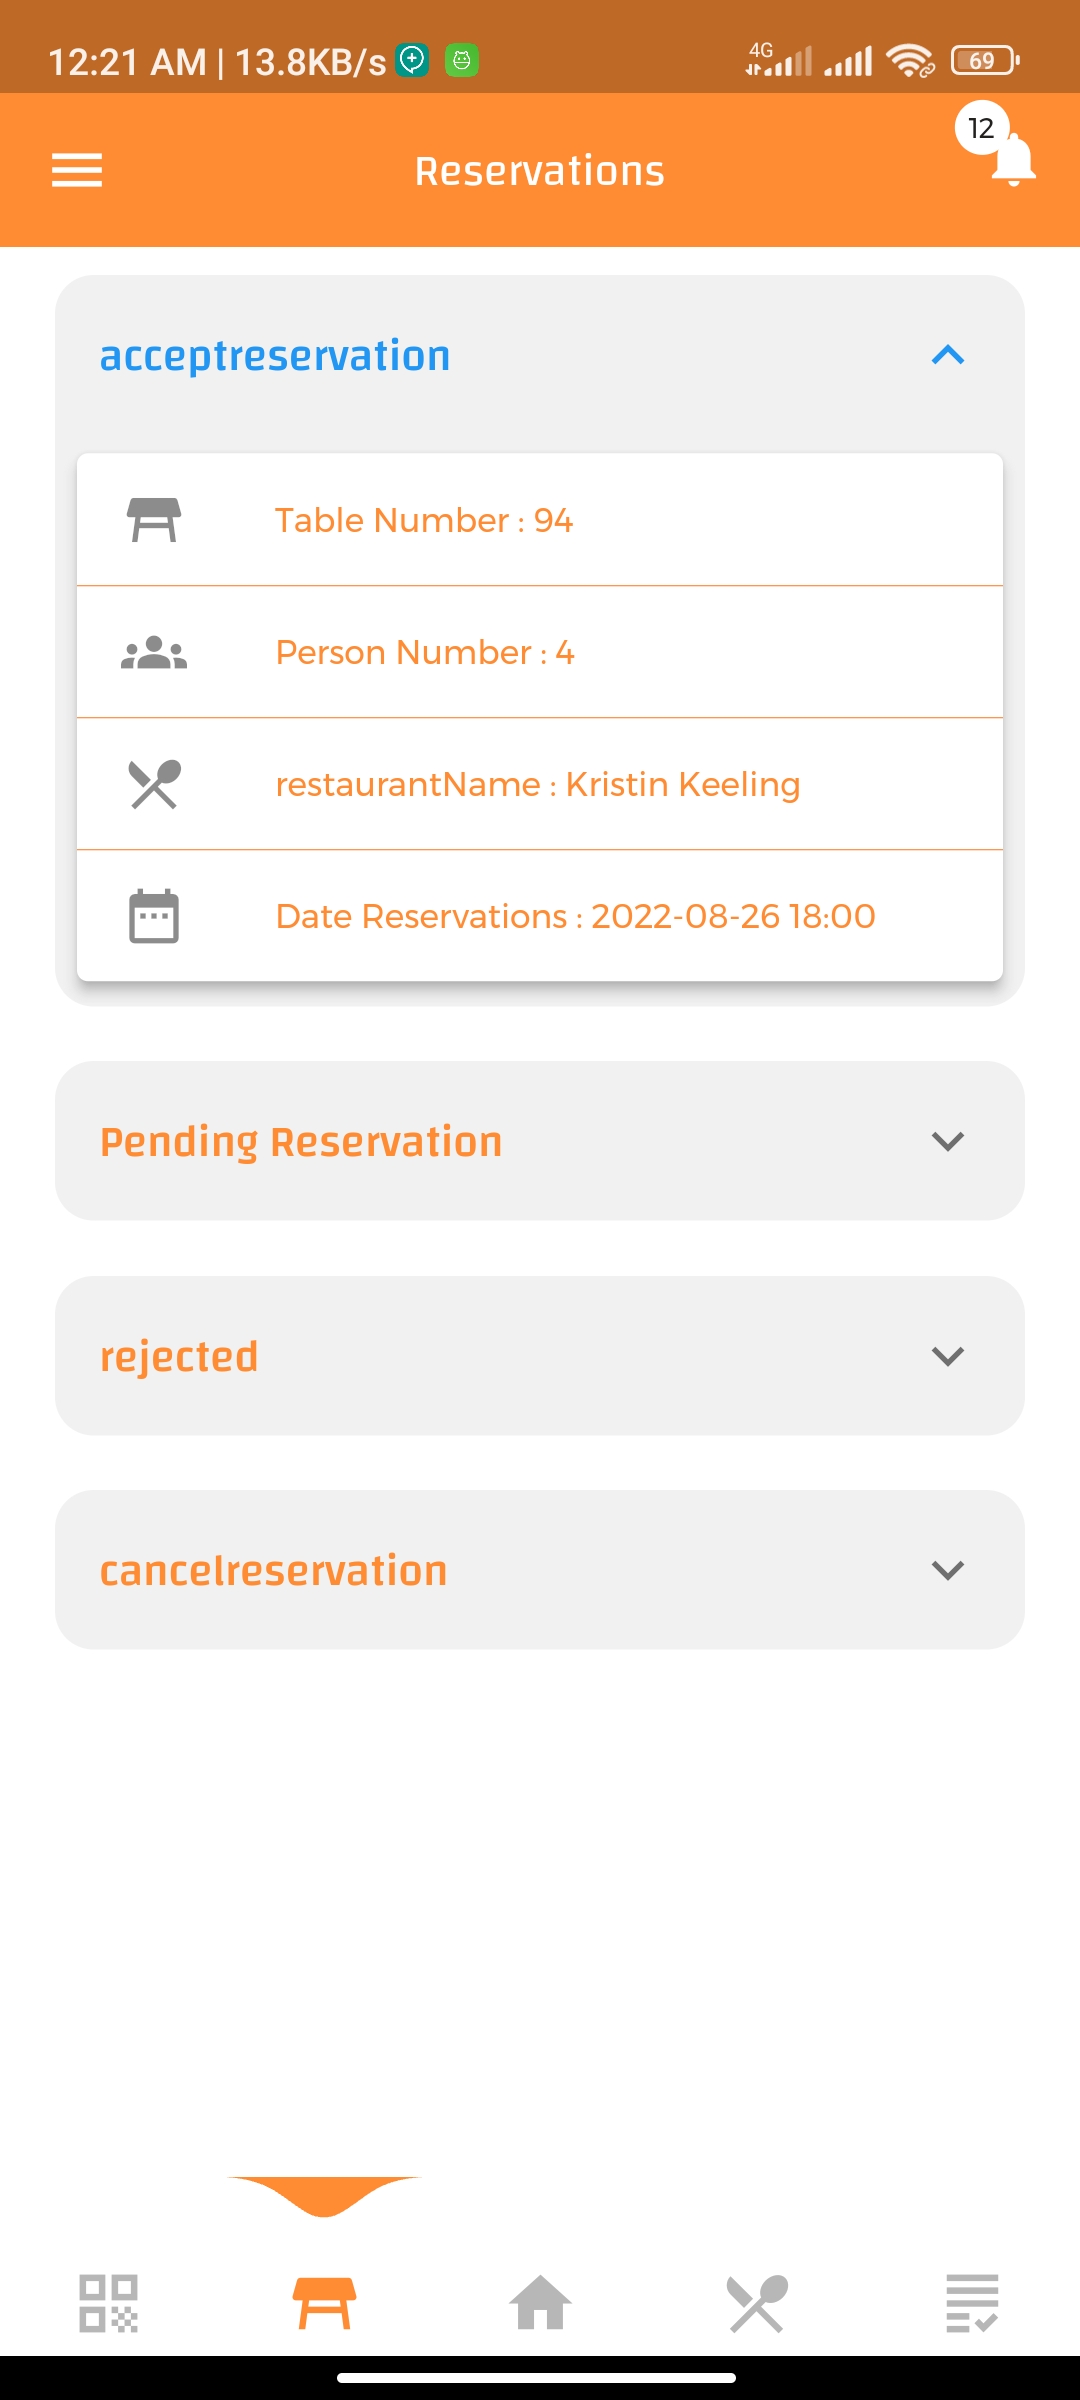 12:21 AM | 13.8KB/s
4G
69
Reservations
12
acceptreservation
Table Number : 94
Person Number : 4
restaurantName : Kristin Keeling
Date Reservations : 2022-08-26 18:00
Pending Reservation
rejected
cancelreservation